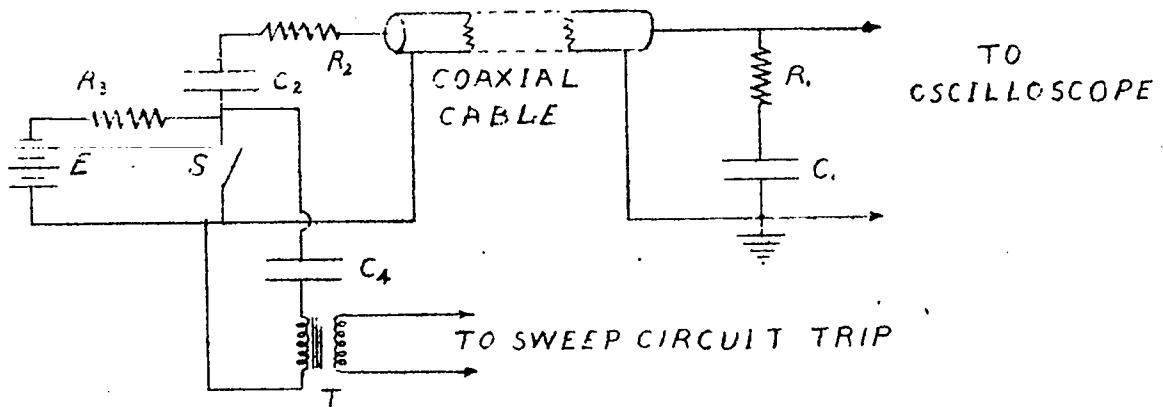 R₂
COAXIAL
CABLE
R₃
C₂
E
S
R₁
C₁
TO
OSCILLOSCOPE
C₄
TO SWEEP CIRCUIT TRIP
T